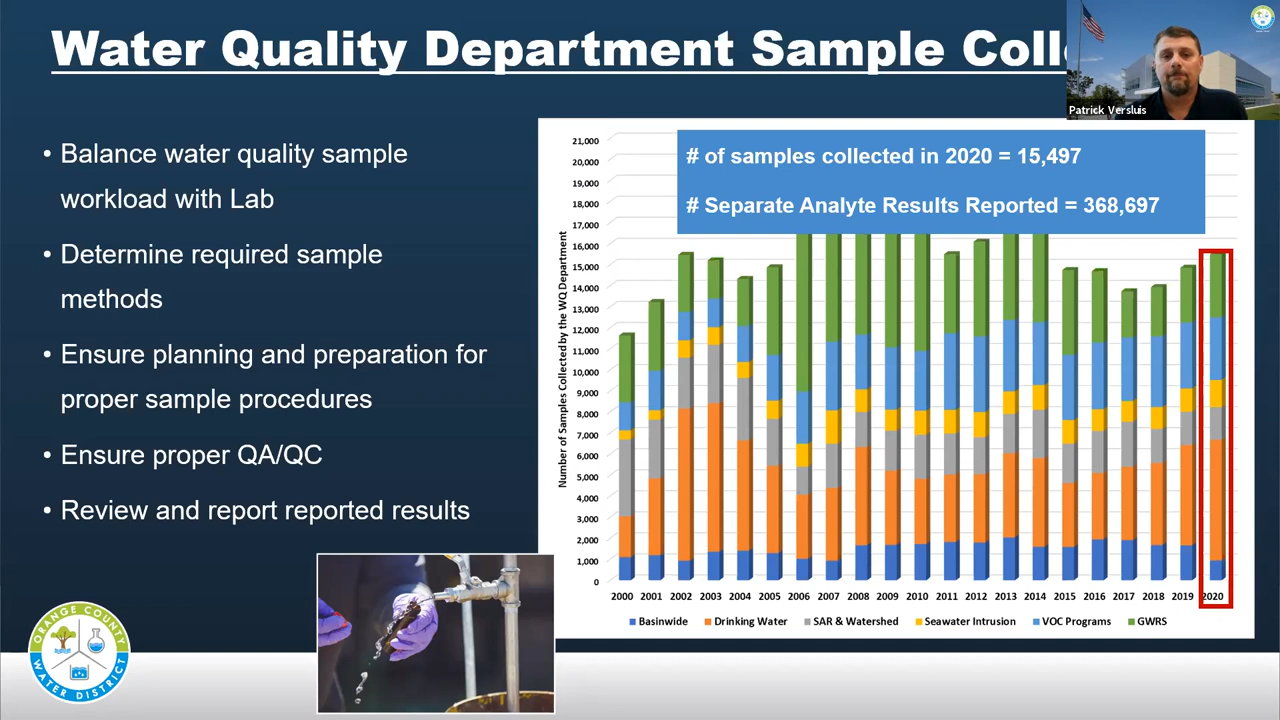 Water Quality Department Sample Coll
Patrick Versluis
• Balance water quality sample
workload with Lab
• Determine required sample
methods
• Ensure planning and preparation for
proper sample procedures
• Ensure proper QA/QC
• Review and report reported results
# of samples collected in 2020 = 15,497
# Separate Analyte Results Reported = 368,697
Number of Samples Collected by the WQ Department
21,000
20,000
19,000
18,000
17,000
16,000
15,000
14,000
13,000
12,000
11,000
10,000
9,000
8,000
7,000
6,000
5,000
4,000
3,000
2,000
1,000
0
2000 2001 2002 2003 2004 2005 2006 2007 2008 2009 2010 2011 2012 2013 2014 2015 2016 2017 2018 2019 2020
Basinwide Drinking Water SAR & Watershed Seawater Intrusion VOC Programs GWRS
ORANGE COUNTY
WATER DISTRICT